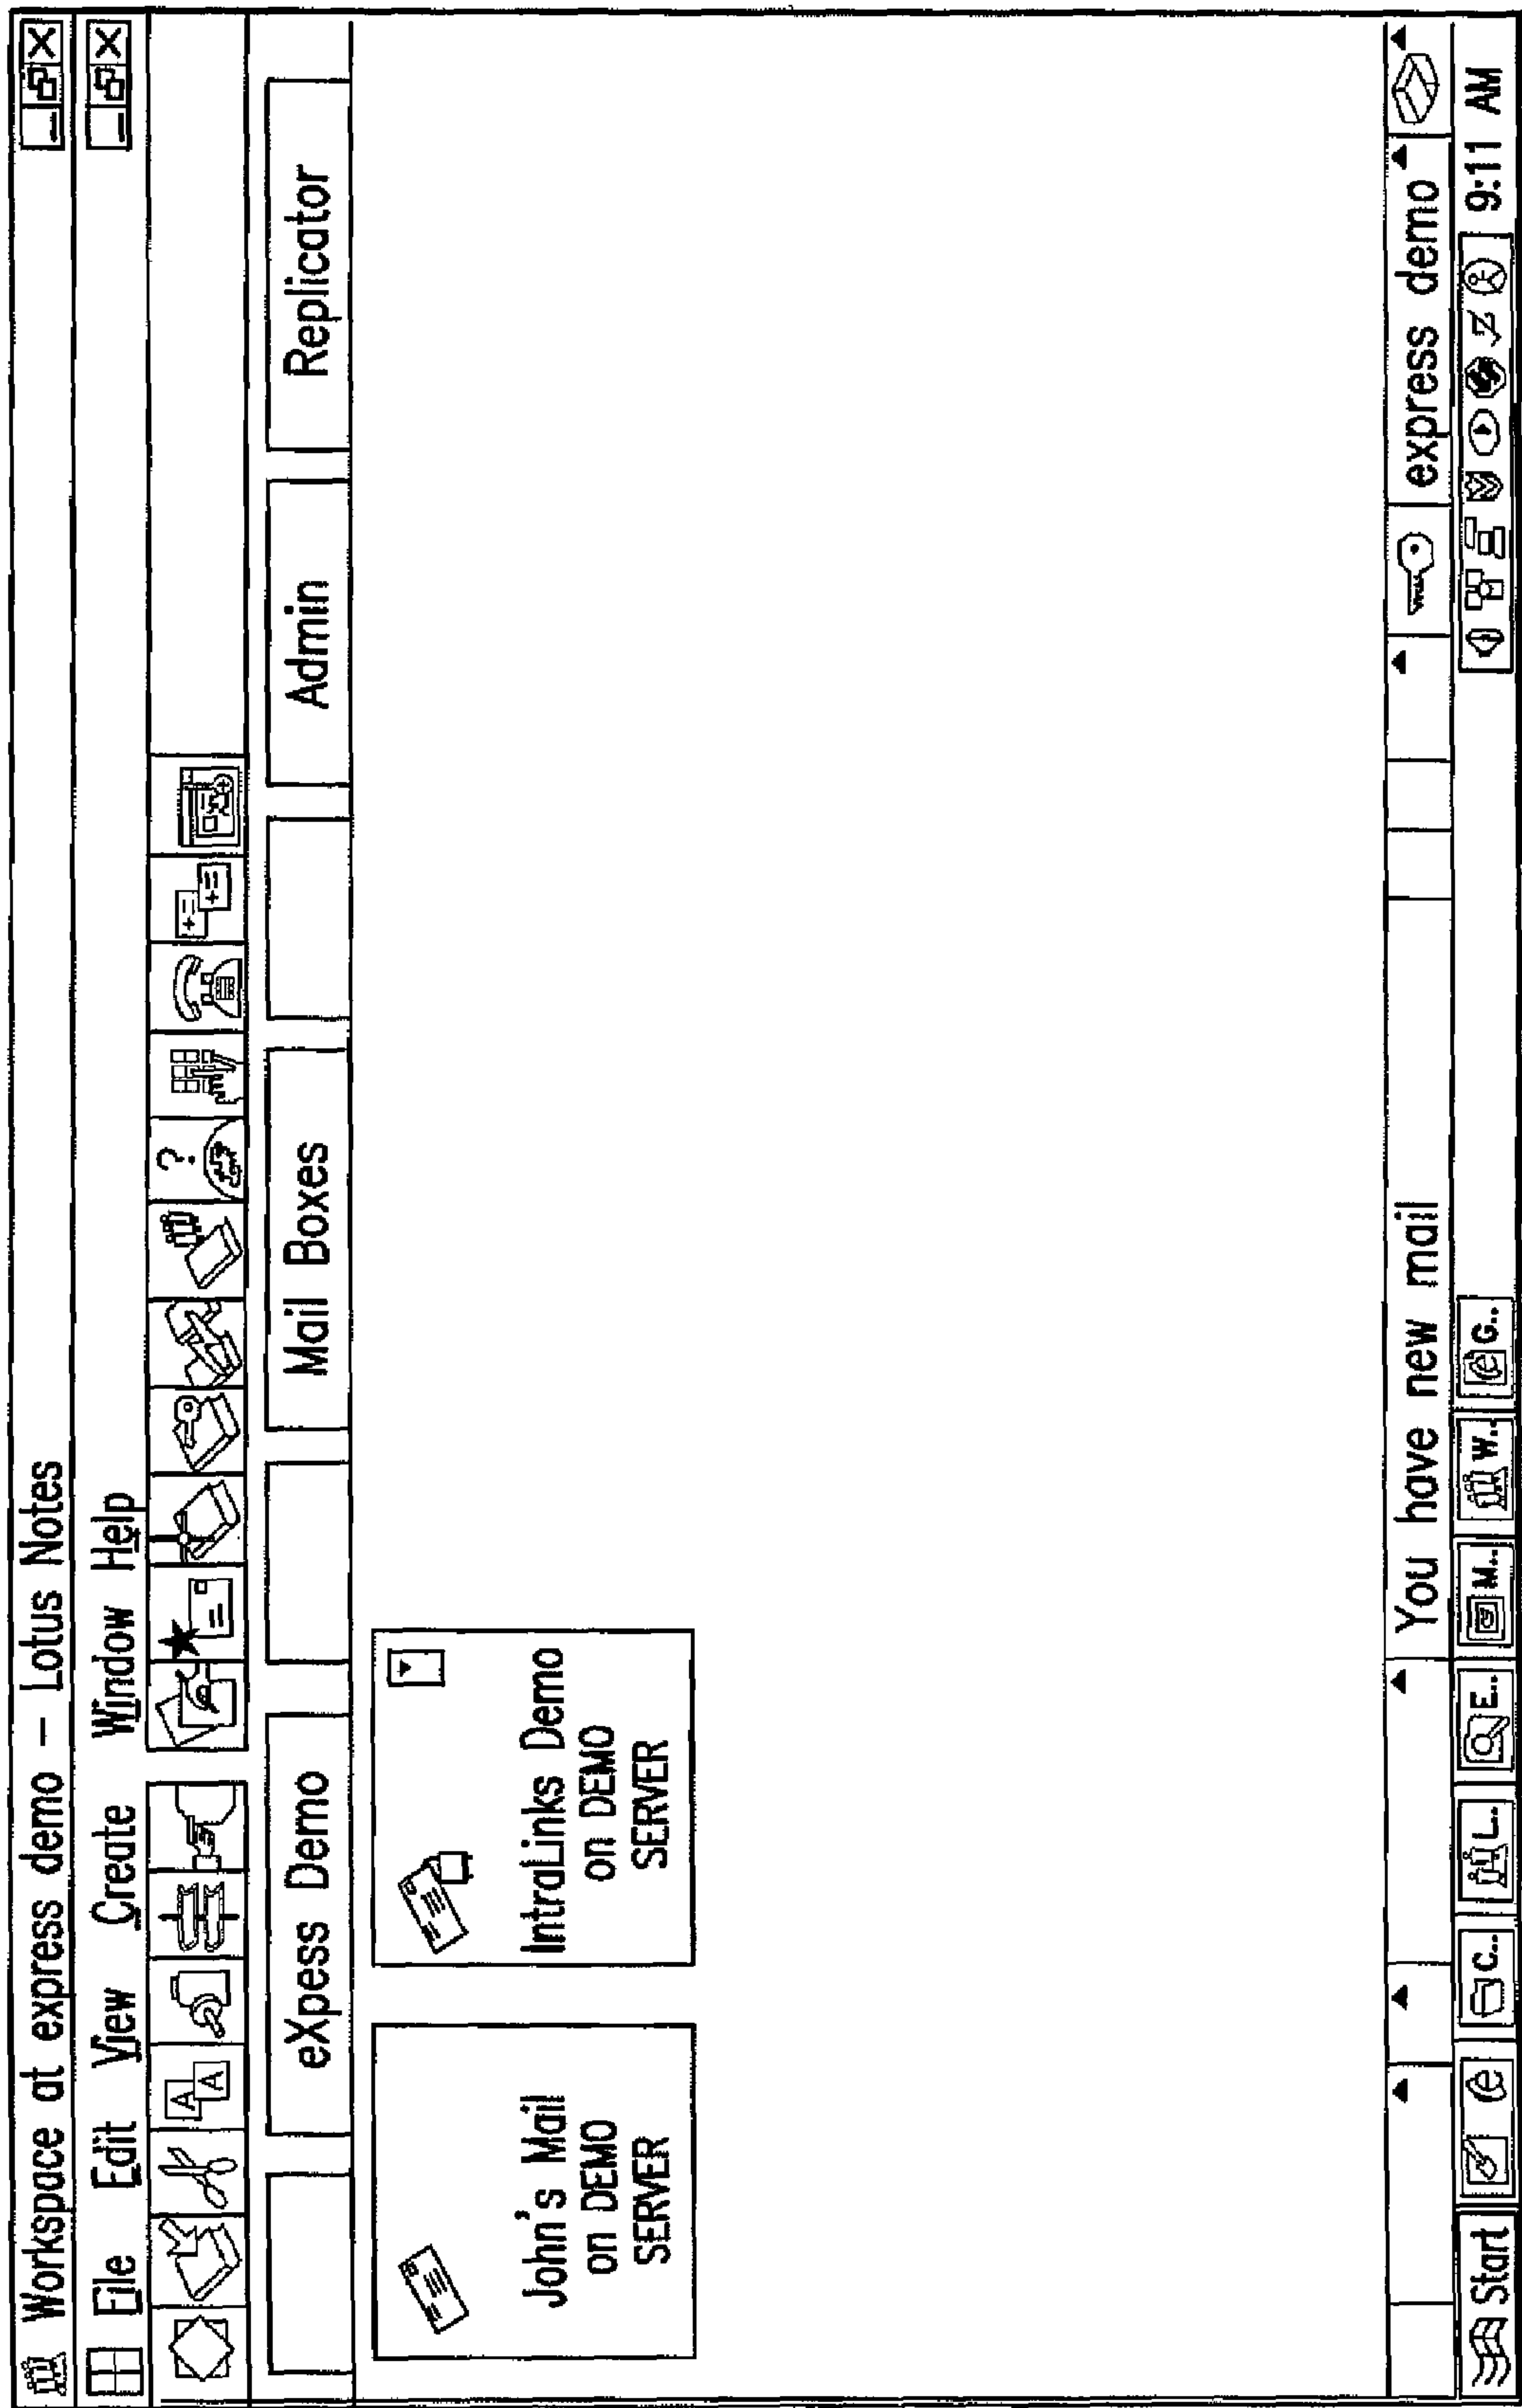 Workspace at express demo – Lotus Notes
File Edit View Create Window Help
A A
?
eXpess Demo Mail Boxes Admin Replicator
John's Mail
on DEMO
SERVER
IntraLinks Demo
on DEMO
SERVER
You have new mail express demo
Start C.. L.. E.. M.. W.. G.. 9:11 AM